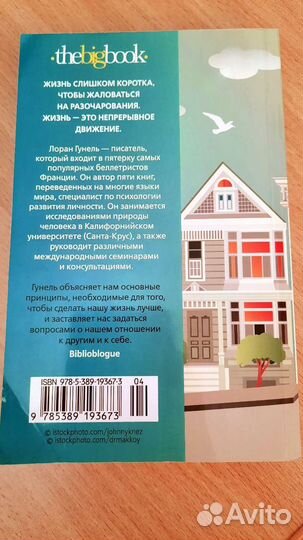 ·thebigbook·
ЖИЗНЬ СЛИШКОМ КОРОТКА,
ЧТОБЫ ЖАЛОВАТЬСЯ
НА РАЗОЧАРОВАНИЯ.
ЖИЗНЬ — ЭТО НЕПРЕРЫВНОЕ
ДВИЖЕНИЕ.
Лоран Гунель — писатель,
который входит в пятерку самых
популярных беллетристов
Франции. Он автор пяти книг,
переведенных на многие языки
мира, специалист по психологии
развития личности. Он занимается
исследованиями природы
человека в Калифорнийском
университете (Санта-Крус), а также
руководит различными
международными семинарами
и консультациями.
Гунель объясняет нам основные
принципы, необходимые для того,
чтобы сделать нашу жизнь лучше,
и заставляет нас задаться
вопросами о нашем отношении
к другим и к себе.
Biblioblogue
ISBN 978-5-389-19367-3
04
9 785389 193673
© istockphoto.com/johnnyknez
© istockphoto.com/drmakkoy
Avito